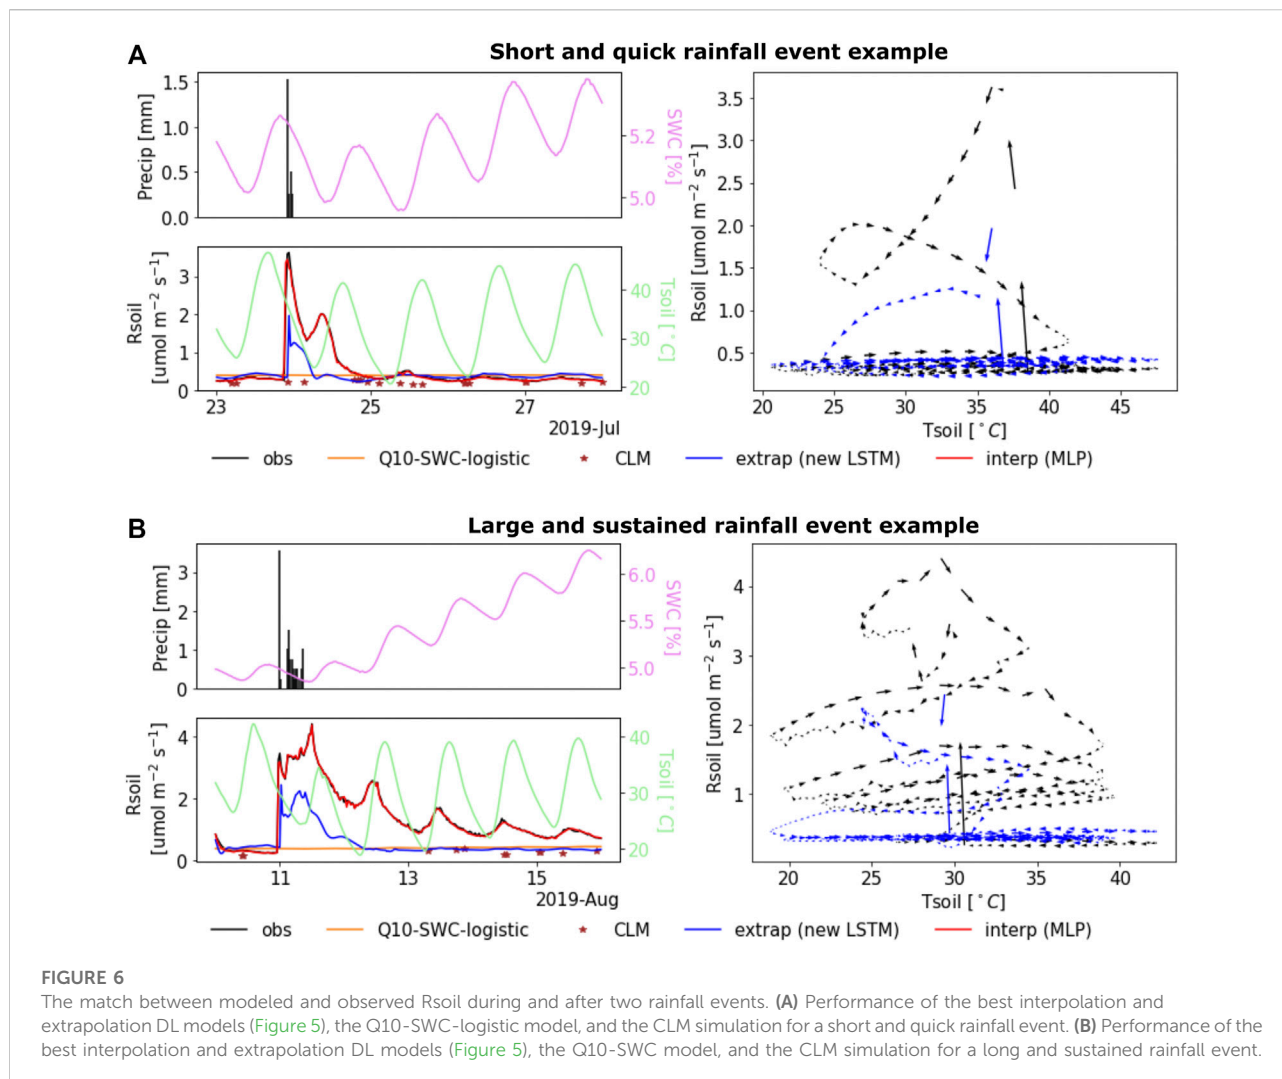 A
Short and quick rainfall event example
Precip [mm]
1.5
1.0
0.5
0.0
5.2
5.0
SWC [%]
Rsoil
[umol m⁻² s⁻¹]
3
2
1
0
40
30
20
Tsoil [°C]
23
25
27
2019-Jul
Rsoil [umol m⁻² s⁻¹]
3.5
3.0
2.5
2.0
1.5
1.0
0.5
20
25
30
35
40
45
Tsoil [°C]
obs
Q10-SWC-logistic
CLM
extrap (new LSTM)
interp (MLP)
B
Large and sustained rainfall event example
Precip [mm]
3
2
1
0
6.0
5.5
5.0
SWC [%]
Rsoil
[umol m⁻² s⁻¹]
4
2
0
40
30
20
Tsoil [°C]
11
13
15
2019-Aug
Rsoil [umol m⁻² s⁻¹]
4
3
2
1
20
25
30
35
40
Tsoil [°C]
obs
Q10-SWC-logistic
CLM
extrap (new LSTM)
interp (MLP)
FIGURE 6
The match between modeled and observed Rsoil during and after two rainfall events. (A) Performance of the best interpolation and
extrapolation DL models (Figure 5), the Q10-SWC-logistic model, and the CLM simulation for a short and quick rainfall event. (B) Performance of the
best interpolation and extrapolation DL models (Figure 5), the Q10-SWC model, and the CLM simulation for a long and sustained rainfall event.